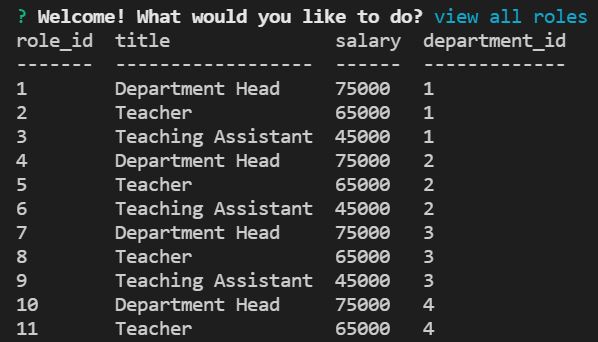 ? Welcome! What would you like to do? view all roles
role_id  title               salary  department_id
-------  ------------------  ------  -------------
1        Department Head     75000   1
2        Teacher             65000   1
3        Teaching Assistant  45000   1
4        Department Head     75000   2
5        Teacher             65000   2
6        Teaching Assistant  45000   2
7        Department Head     75000   3
8        Teacher             65000   3
9        Teaching Assistant  45000   3
10       Department Head     75000   4
11       Teacher             65000   4